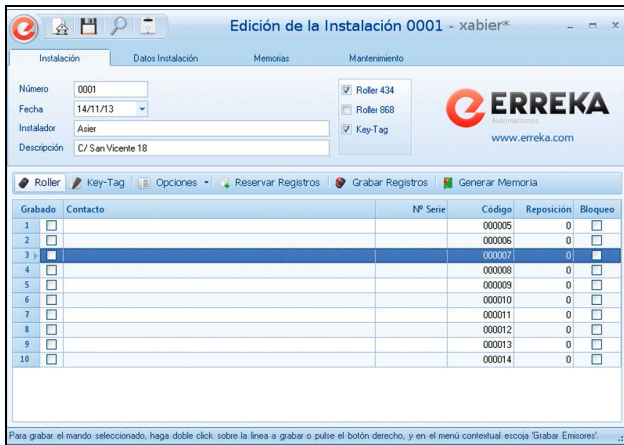 Edición de la Instalación 0001 - xabier*
Instalación Datos Instalación Memorias Mantenimiento
Número 0001
Fecha 14/11/13
Instalador Asier
Descripción C/ San Vicente 18
Roller 434
Roller 868
Key-Tag
ERREKA
Automatismos
www.erreka.com
Roller Key-Tag Opciones Reservar Registros Grabar Registros Generar Memoria
Grabado Contacto Nº Serie Código Reposición Bloqueo
1 000005 0
2 000006 0
3 000007 0
4 000008 0
5 000009 0
6 000010 0
7 000011 0
8 000012 0
9 000013 0
10 000014 0
Para grabar el mando seleccionado, haga doble click sobre la linea a grabar o pulse el botón derecho, y en el menú contextual escoja 'Grabar Emisores'.